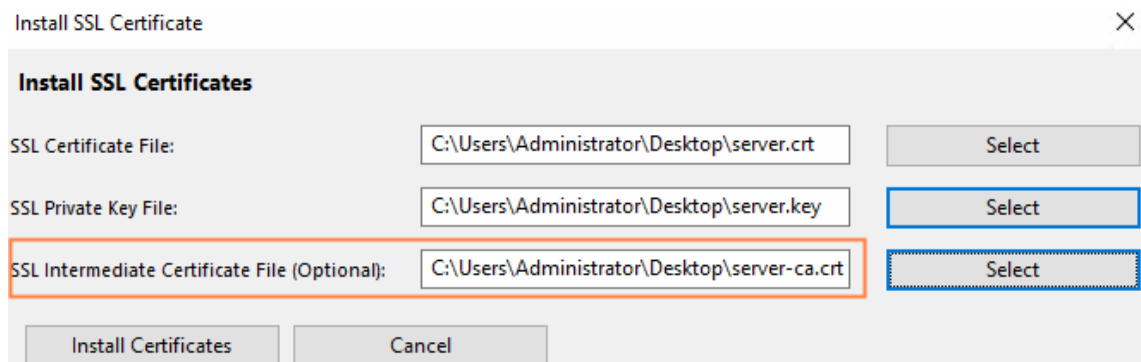 Install SSL Certificate
Install SSL Certificates
SSL Certificate File: C:\Users\Administrator\Desktop\server.crt Select
SSL Private Key File: C:\Users\Administrator\Desktop\server.key Select
SSL Intermediate Certificate File (Optional): C:\Users\Administrator\Desktop\server-ca.crt Select
Install Certificates Cancel